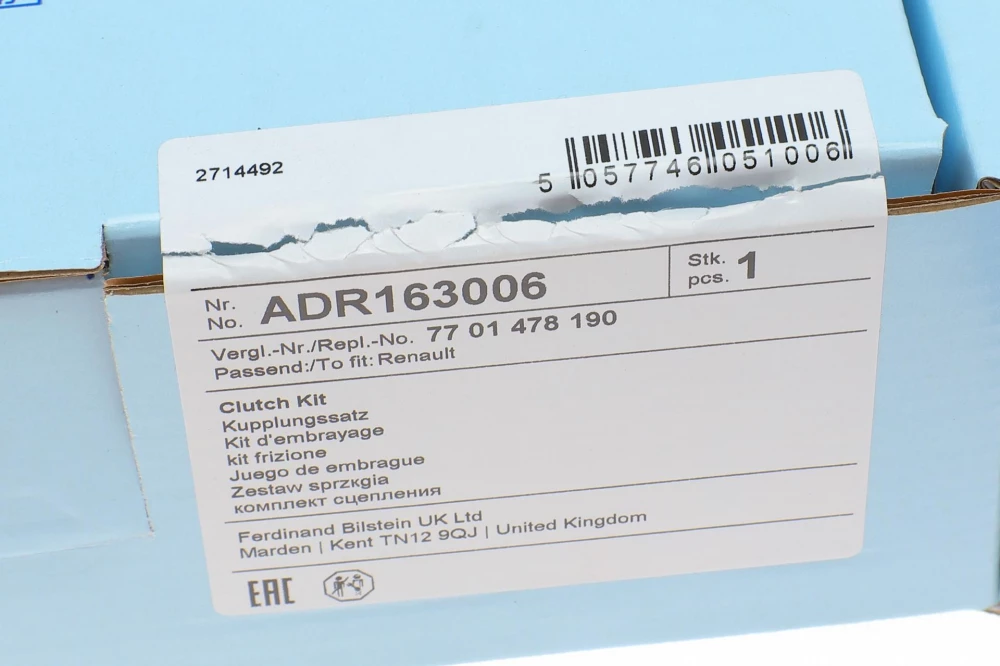 2714492
5 057746 051006
Nr.
No. ADR163006
Stk.
pcs. 1
Vergl.-Nr./Repl.-No. 77 01 478 190
Passend:/To fit: Renault
Clutch Kit
Kupplungssatz
Kit d'embrayage
kit frizione
Juego de embrague
Zestaw sprzкgіa
комплект сцепления
Ferdinand Bilstein UK Ltd
Marden | Kent TN12 9QJ | United Kingdom
EAC